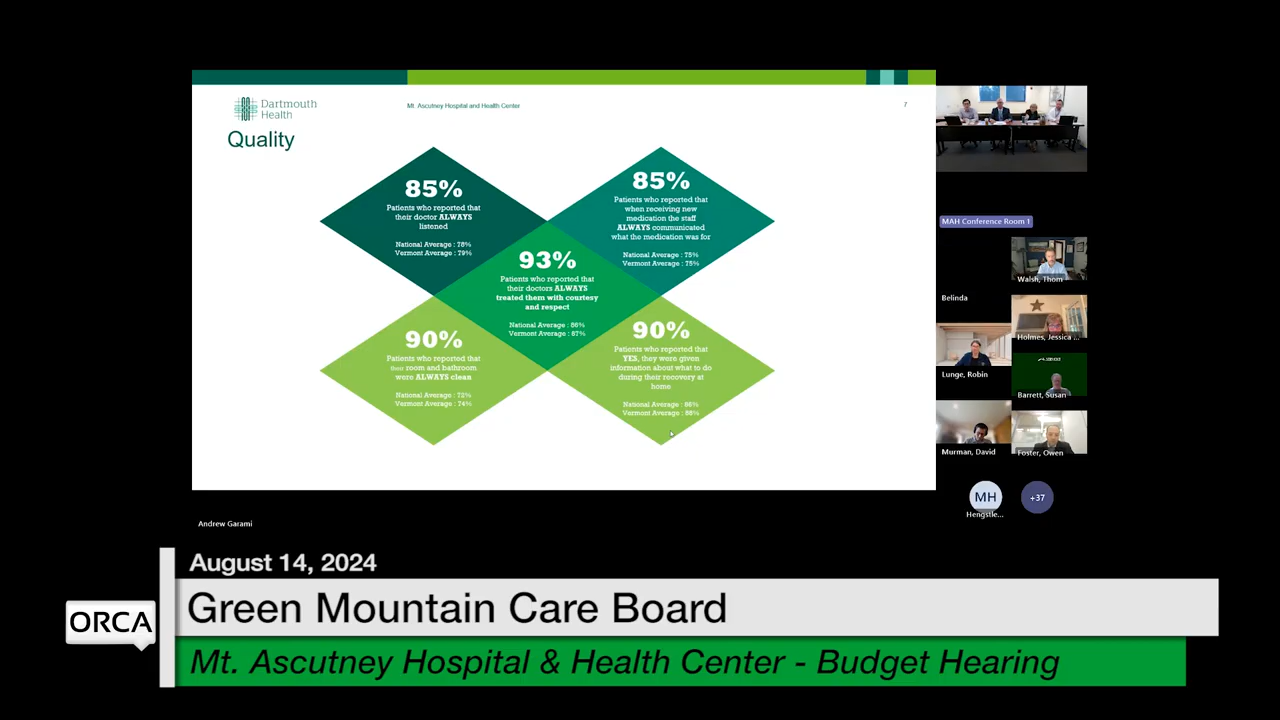 Dartmouth
Health
Mt. Ascutney Hospital and Health Center
7
Quality
85%
Patients who reported that
their doctor ALWAYS
listened
National Average : 78%
Vermont Average : 79%
85%
Patients who reported that
when receiving new
medication the staff
ALWAYS communicated
what the medication was for
National Average : 75%
Vermont Average : 75%
93%
Patients who reported that
their doctors ALWAYS
treated them with courtesy
and respect
National Average : 86%
Vermont Average : 87%
90%
Patients who reported that
their room and bathroom
were ALWAYS clean
National Average : 72%
Vermont Average : 74%
90%
Patients who reported that
YES, they were given
information about what to do
during their recovery at
home
National Average : 86%
Vermont Average : 88%
MAH Conference Room 1
Walsh, Thom
Belinda
Holmes, Jessica ...
Lunge, Robin
Barrett, Susan
Murman, David
Foster, Owen
MH
+37
Hengstle...
Andrew Garami
August 14, 2024
Green Mountain Care Board
ORCA
Mt. Ascutney Hospital & Health Center - Budget Hearing